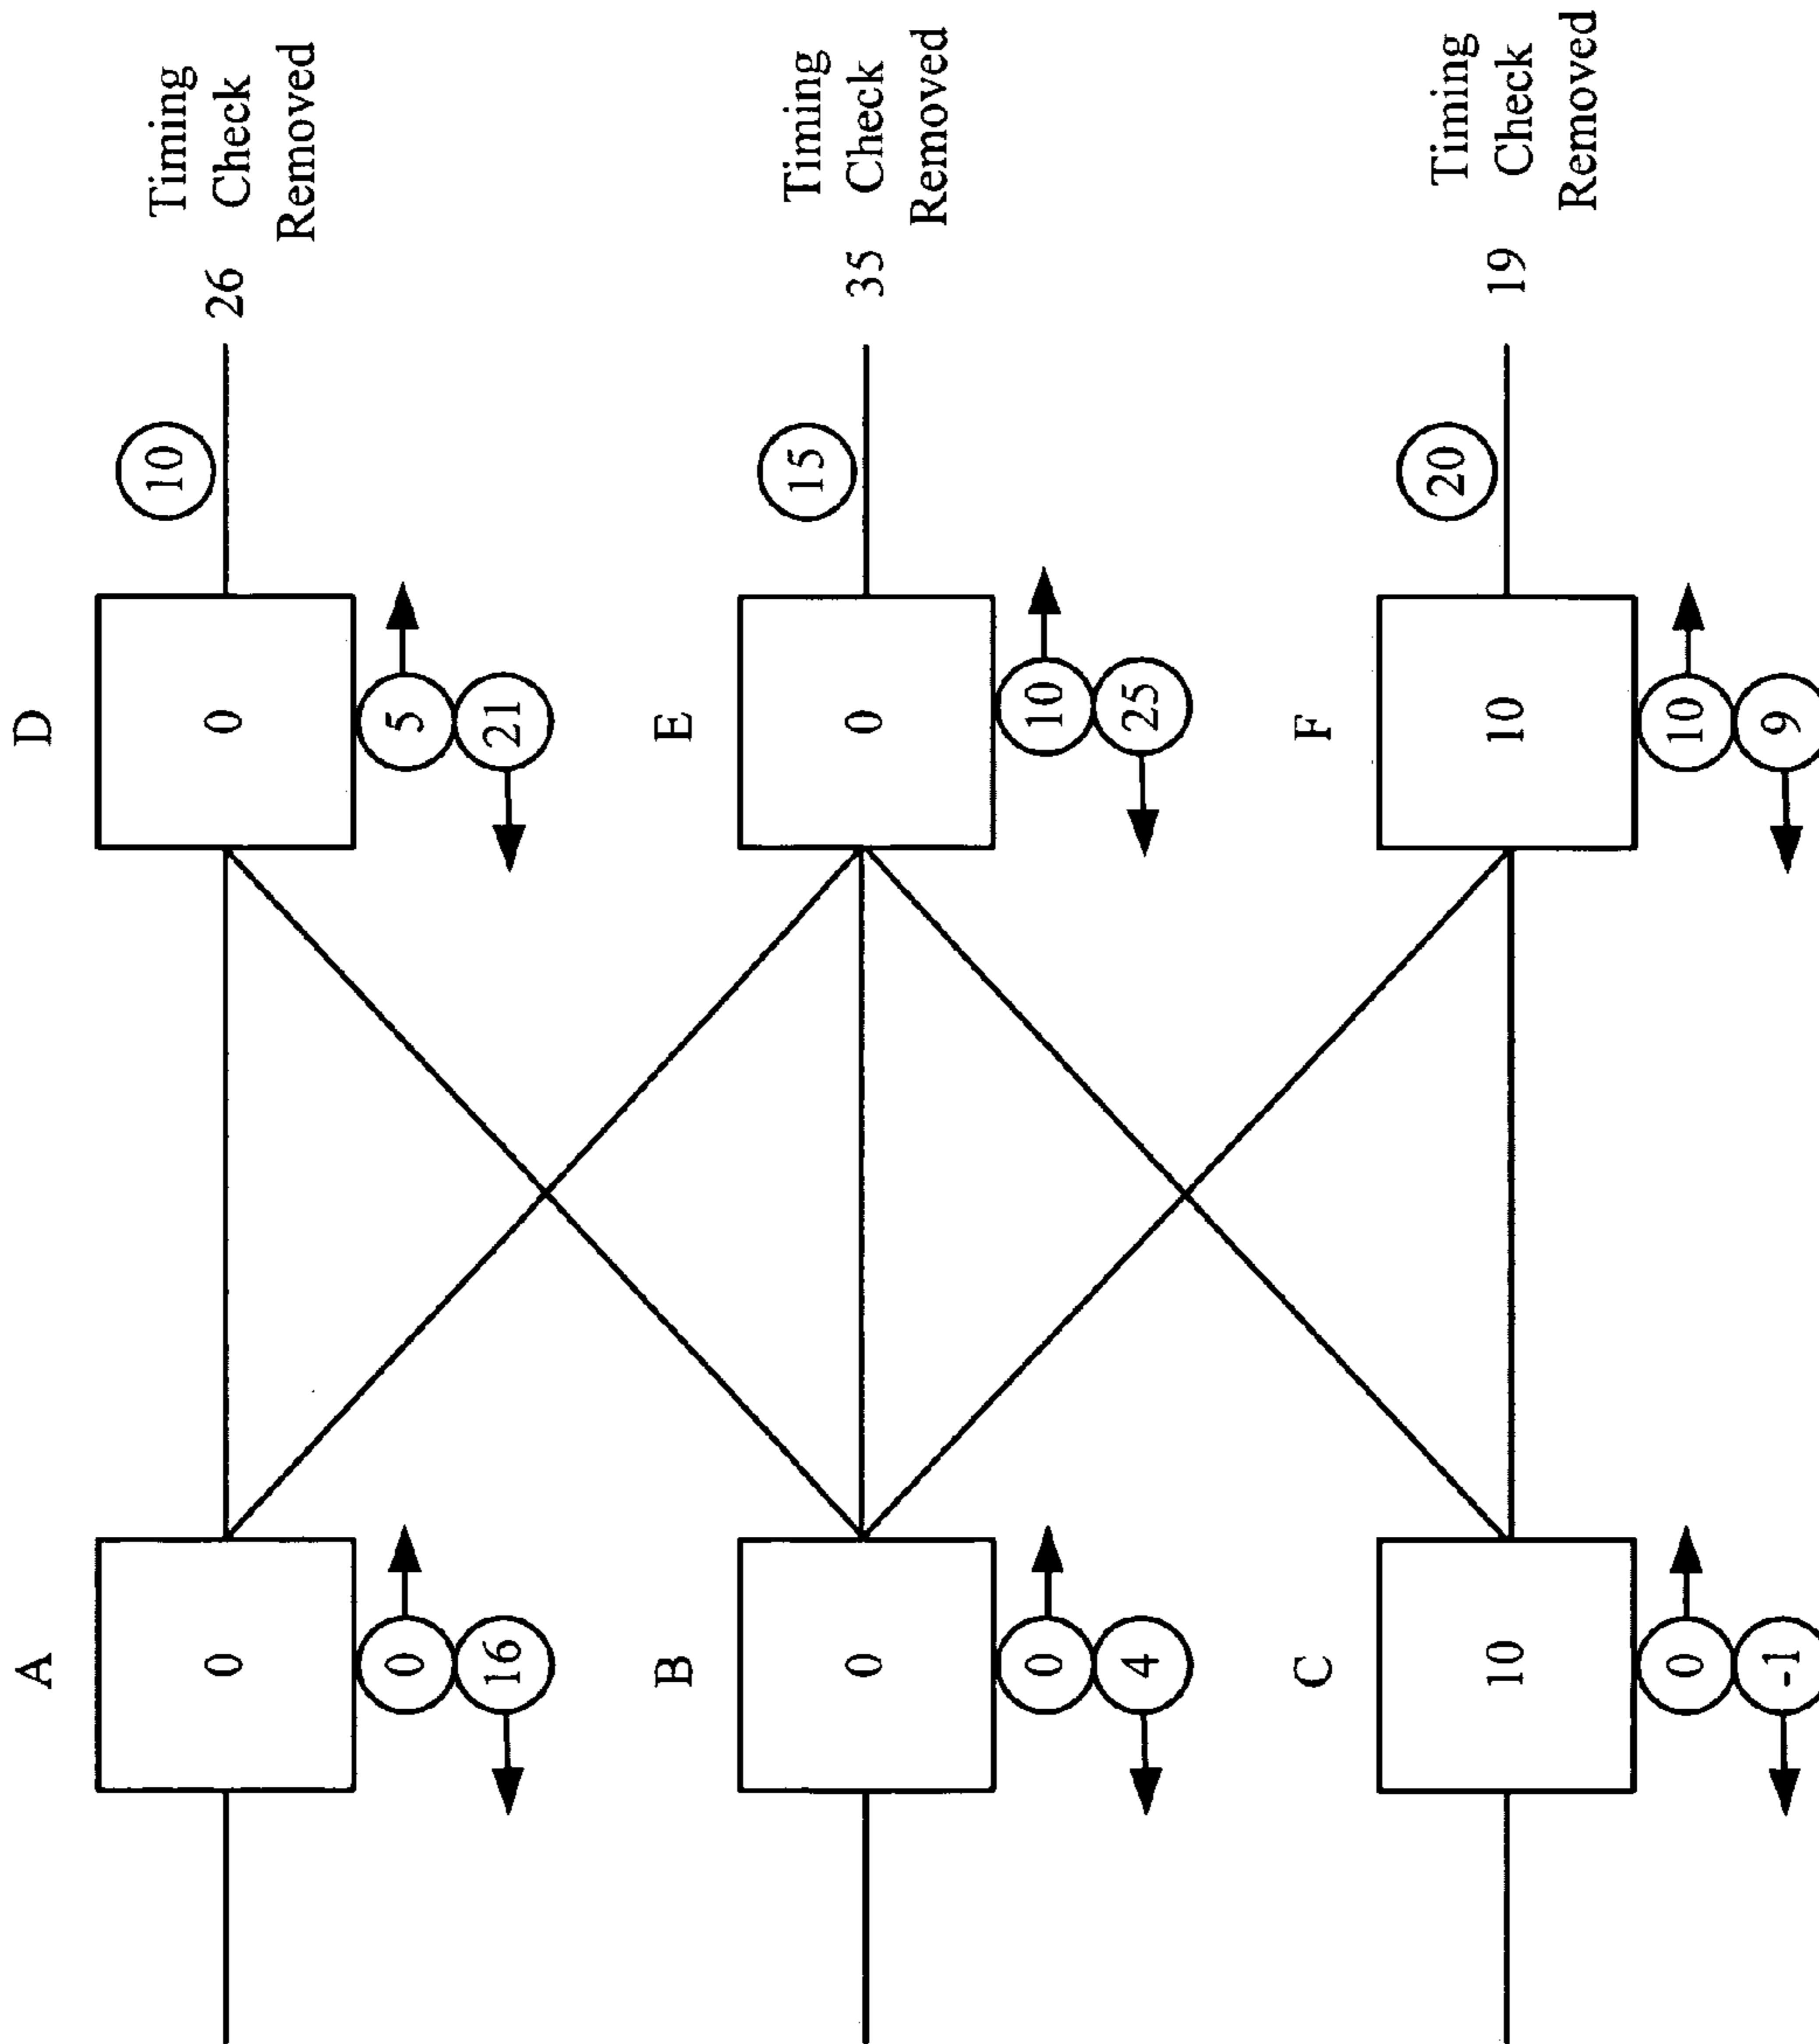 A D
10 Timing
0 0 26 Check
Removed
0 5
16 21
B E
15 Timing
0 0 35 Check
Removed
0 10
4 25
C F
20 Timing
10 10 19 Check
Removed
0 10
-1 9